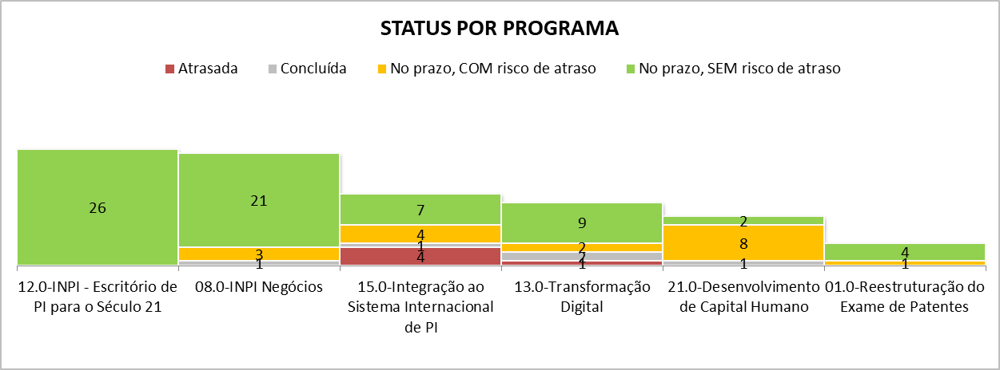 STATUS POR PROGRAMA
Atrasada
Concluída
No prazo, COM risco de atraso
No prazo, SEM risco de atraso
26
21
3
1
7
4
1
4
9
2
2
1
2
8
1
4
1
12.0-INPI - Escritório de
PI para o Século 21
08.0-INPI Negócios
15.0-Integração ao
Sistema Internacional
de PI
13.0-Transformação
Digital
21.0-Desenvolvimento
de Capital Humano
01.0-Reestruturação do
Exame de Patentes